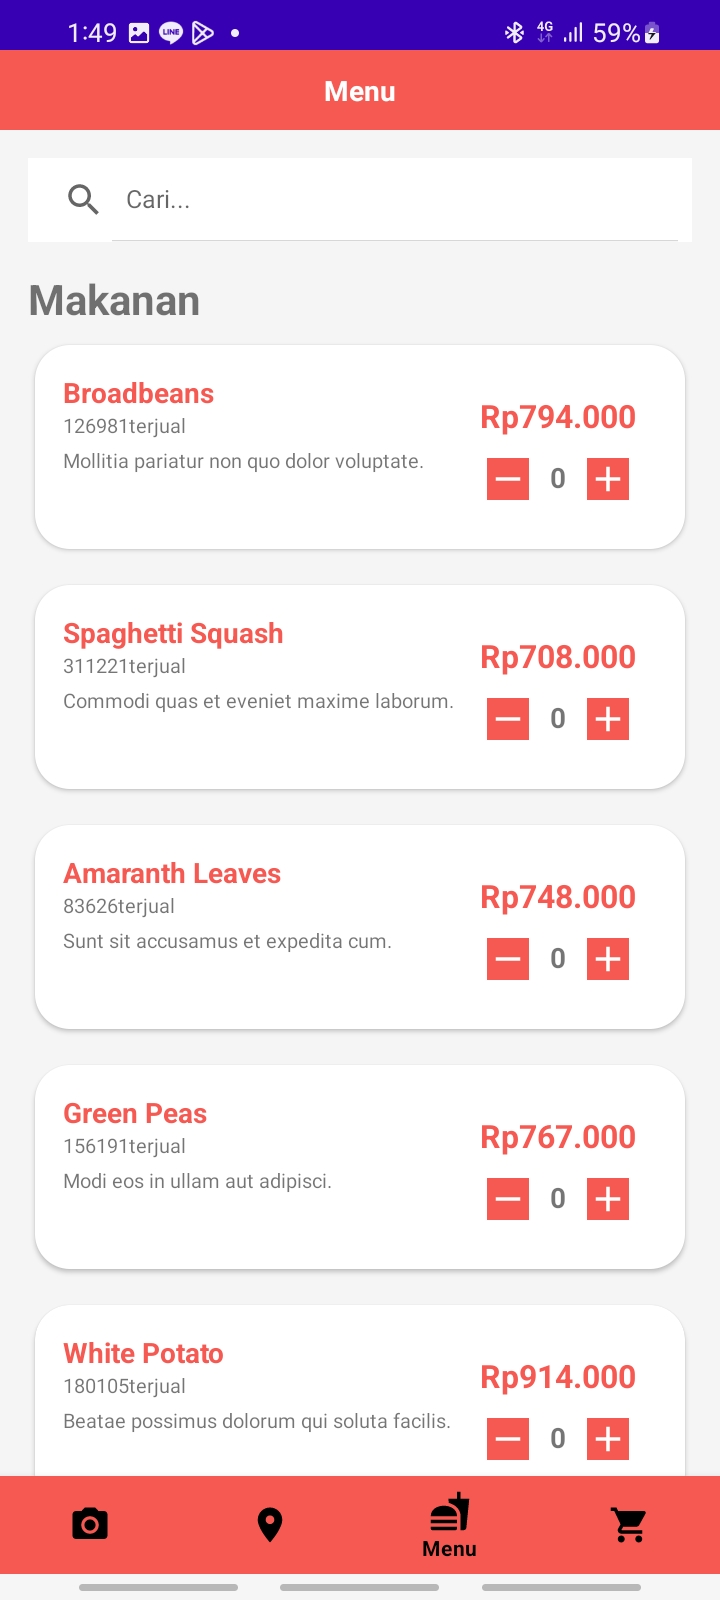 1:49 LINE 4G 59%
Menu
Cari...
Makanan
Broadbeans
126981terjual
Mollitia pariatur non quo dolor voluptate.
Rp794.000
0
Spaghetti Squash
311221terjual
Commodi quas et eveniet maxime laborum.
Rp708.000
0
Amaranth Leaves
83626terjual
Sunt sit accusamus et expedita cum.
Rp748.000
0
Green Peas
156191terjual
Modi eos in ullam aut adipisci.
Rp767.000
0
White Potato
180105terjual
Beatae possimus dolorum qui soluta facilis.
Rp914.000
0
Menu